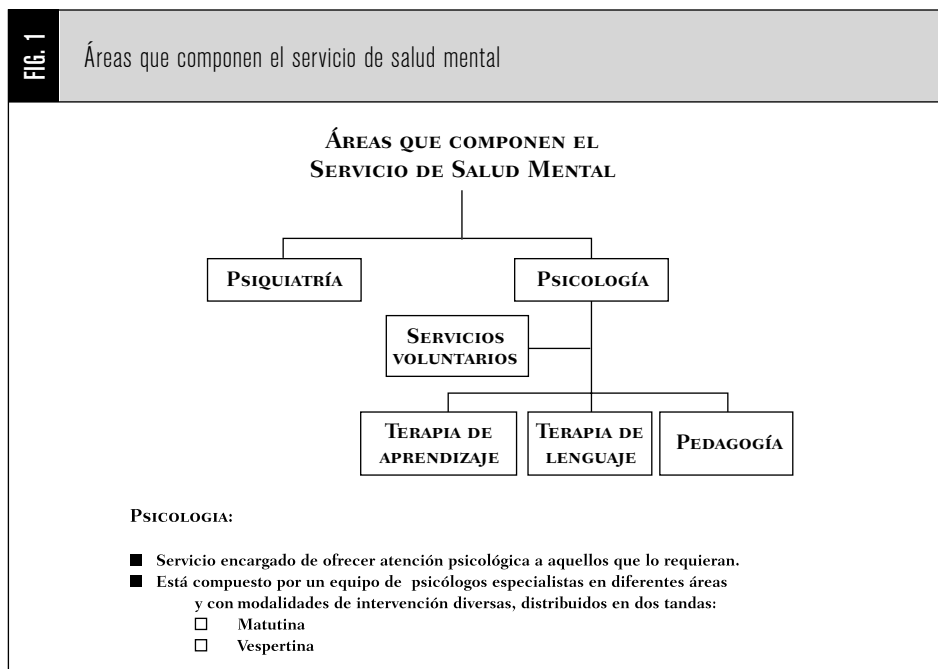 FIG. 1
Áreas que componen el servicio de salud mental
ÁREAS QUE COMPONEN EL
SERVICIO DE SALUD MENTAL
PSIQUIATRÍA
PSICOLOGÍA
SERVICIOS
VOLUNTARIOS
TERAPIA DE
APRENDIZAJE
TERAPIA DE
LENGUAJE
PEDAGOGÍA
PSICOLOGIA:
■ Servicio encargado de ofrecer atención psicológica a aquellos que lo requieran.
■ Está compuesto por un equipo de psicólogos especialistas en diferentes áreas
y con modalidades de intervención diversas, distribuidos en dos tandas:
□ Matutina
□ Vespertina